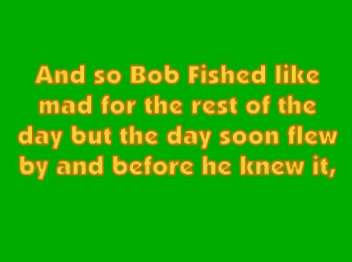 And so Bob Fished like
mad for the rest of the
day but the day soon flew
by and before he knew it,